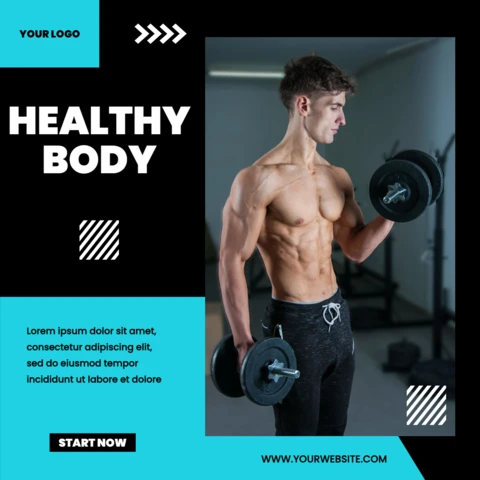 YOUR LOGO
HEALTHY
BODY
Lorem ipsum dolor sit amet,
consectetur adipiscing elit,
sed do eiusmod tempor
incididunt ut labore et dolore
START NOW
WWW.YOURWEBSITE.COM